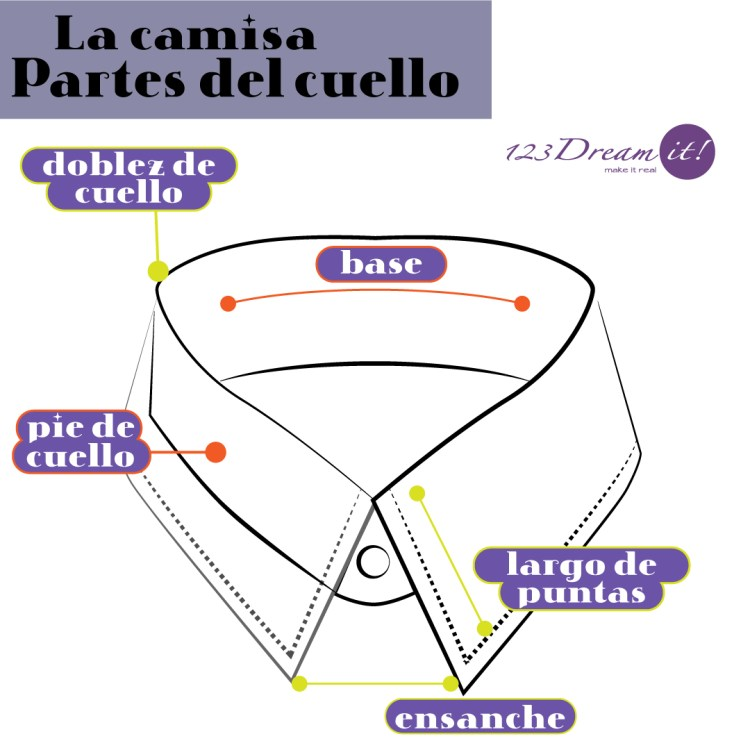 La camisa
Partes del cuello
123Dream it!
make it real
doblez de
cuello
base
pie de
cuello
largo de
puntas
ensanche